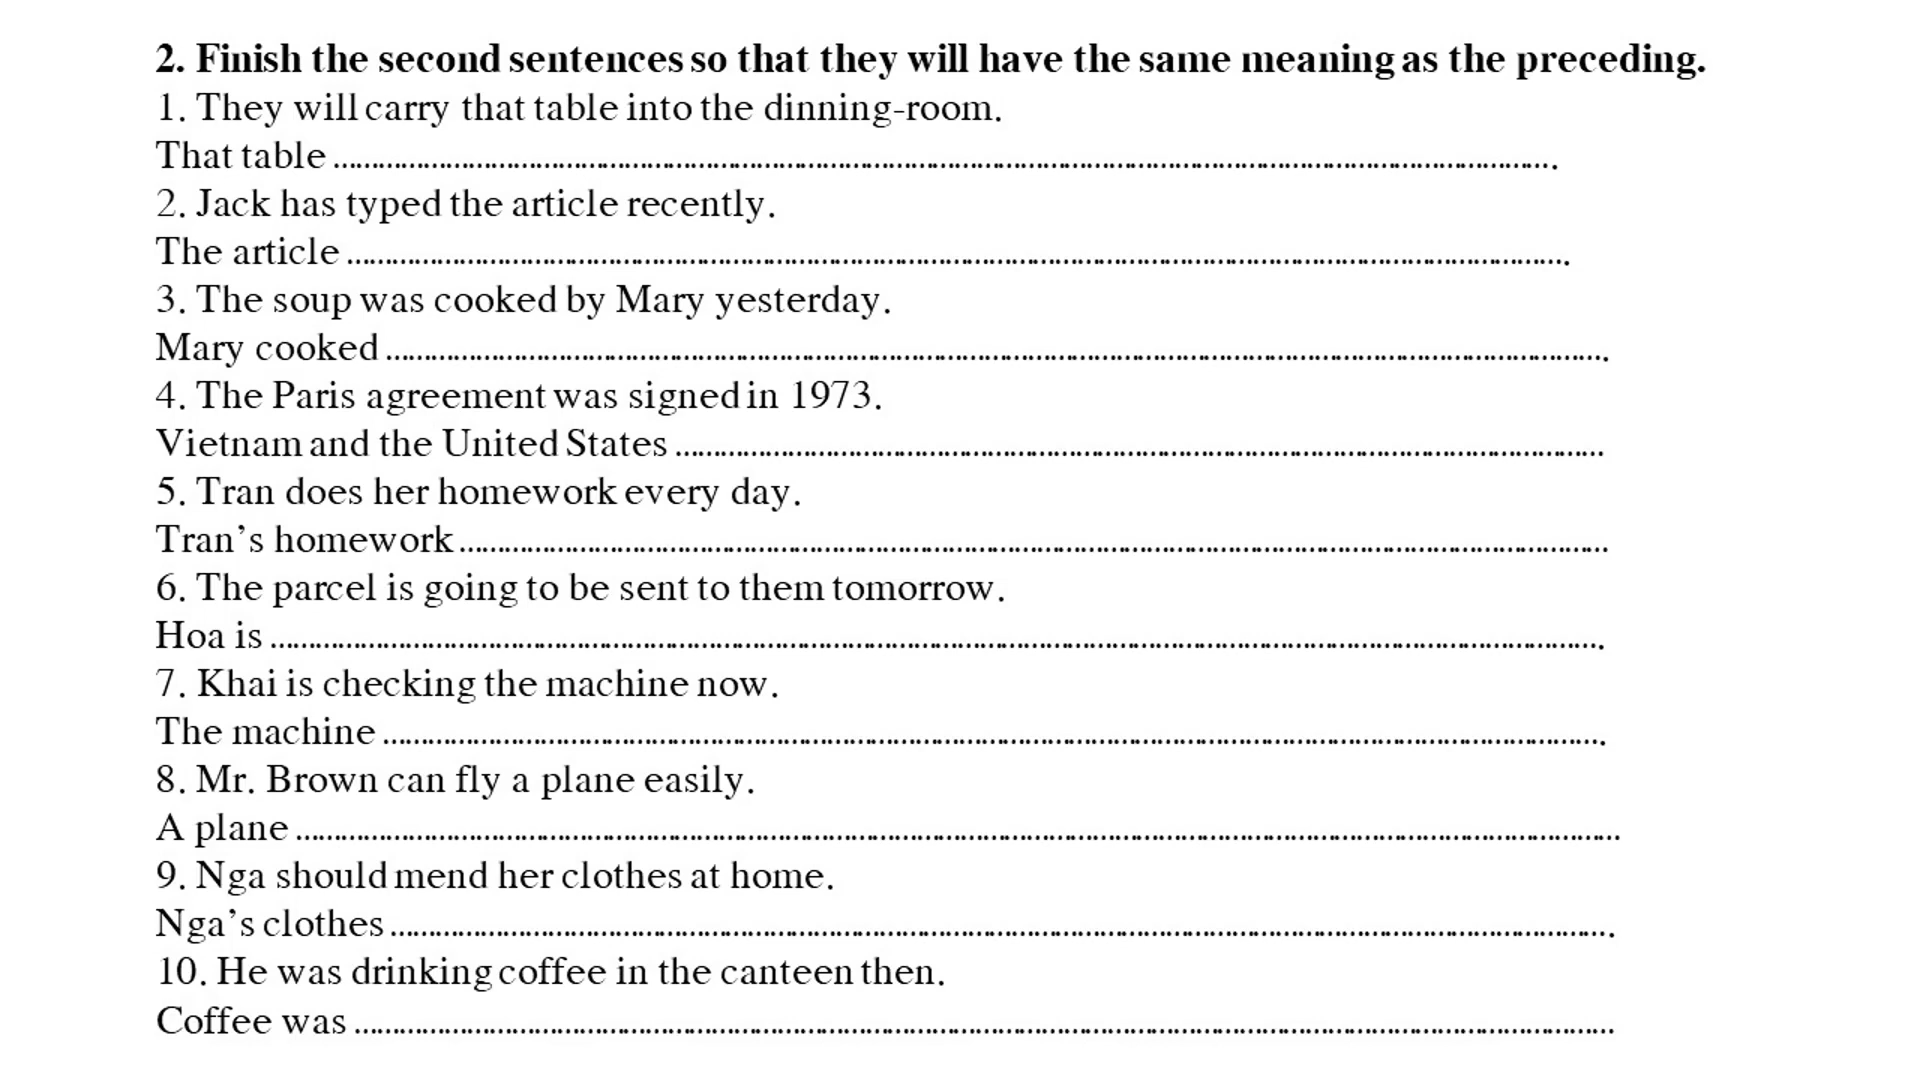 2. Finish the second sentences so that they will have the same meaning as the preceding.
1. They will carry that table into the dinning-room.
That table ........................................................................................................................
2. Jack has typed the article recently.
The article ........................................................................................................................
3. The soup was cooked by Mary yesterday.
Mary cooked ........................................................................................................................
4. The Paris agreement was signed in 1973.
Vietnam and the United States ........................................................................................................................
5. Tran does her homework every day.
Tran’s homework ........................................................................................................................
6. The parcel is going to be sent to them tomorrow.
Hoa is ........................................................................................................................
7. Khai is checking the machine now.
The machine ........................................................................................................................
8. Mr. Brown can fly a plane easily.
A plane ........................................................................................................................
9. Nga should mend her clothes at home.
Nga’s clothes ........................................................................................................................
10. He was drinking coffee in the canteen then.
Coffee was ........................................................................................................................